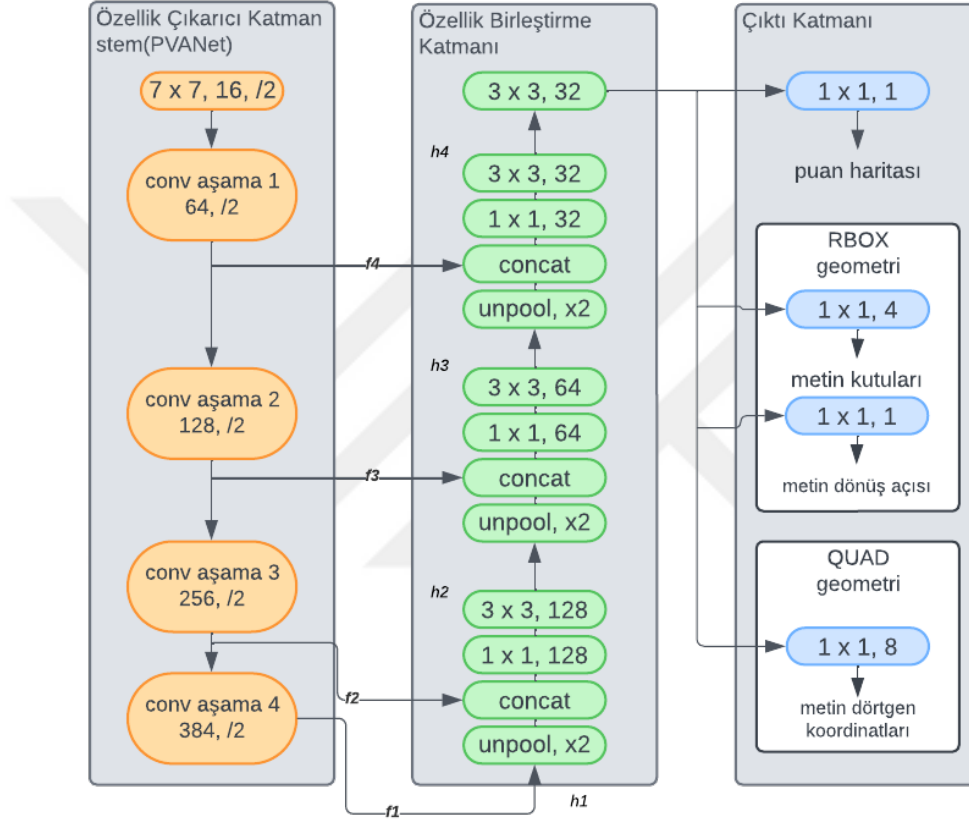 Özellik Çıkarıcı Katman
stem(PVANet)
7 x 7, 16, /2
conv aşama 1
64, /2
conv aşama 2
128, /2
conv aşama 3
256, /2
conv aşama 4
384, /2
f4
f3
f2
f1
Özellik Birleştirme
Katmanı
3 x 3, 32
h4
3 x 3, 32
1 x 1, 32
concat
unpool, x2
h3
3 x 3, 64
1 x 1, 64
concat
unpool, x2
h2
3 x 3, 128
1 x 1, 128
concat
unpool, x2
h1
Çıktı Katmanı
1 x 1, 1
puan haritası
RBOX
geometri
1 x 1, 4
metin kutuları
1 x 1, 1
metin dönüş açısı
QUAD
geometri
1 x 1, 8
metin dörtgen
koordinatları